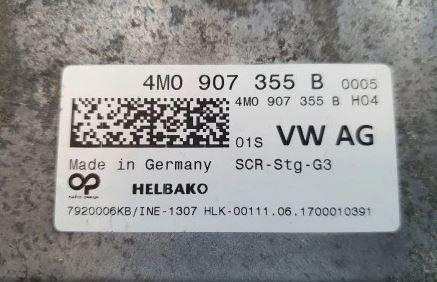 4M0 907 355 B 0005
4M0 907 355 B H04
01S VW AG
Made in Germany SCR-Stg-G3
HELBAKO
7920006KB/INE-1307 HLK-00111.06.1700010391